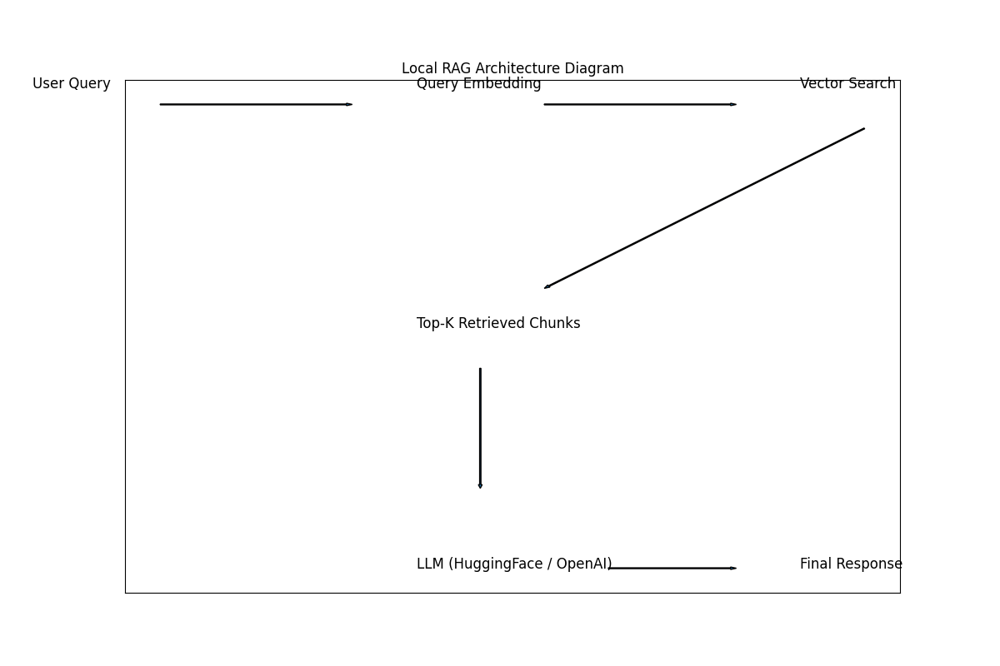 Local RAG Architecture Diagram
User Query
Query Embedding
Vector Search
Top-K Retrieved Chunks
LLM (HuggingFace / OpenAI)
Final Response